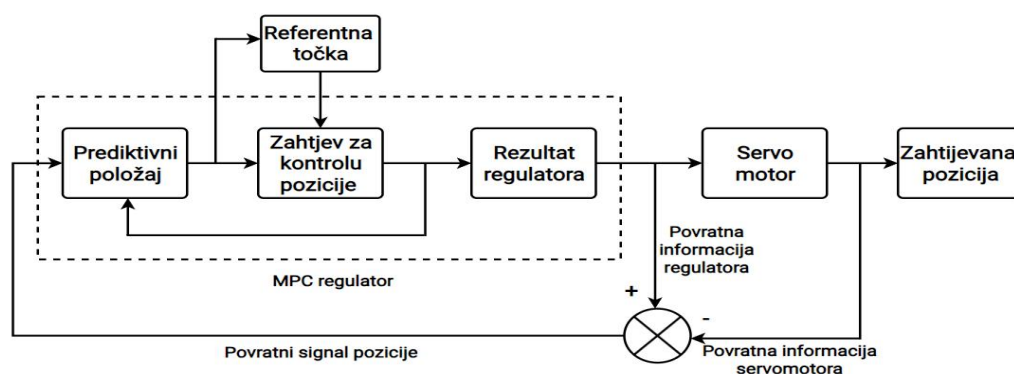 Referentna
točka
Prediktivni
položaj
Zahtjev za
kontrolu
pozicije
Rezultat
regulatora
Servo
motor
Zahtijevana
pozicija
Povratna
informacija
regulatora
MPC regulator
+
-
Povratni signal pozicije
Povratna informacija
servomotora